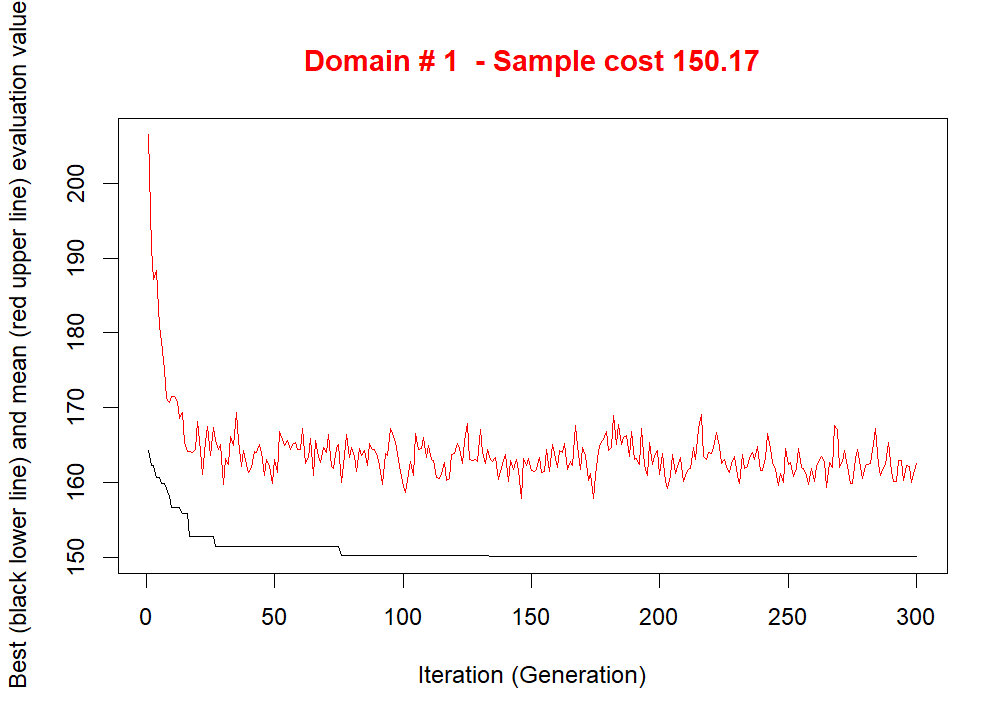 Domain # 1  - Sample cost 150.17
Best (black lower line) and mean (red upper line) evaluation value
200
190
180
170
160
150
0 50 100 150 200 250 300
Iteration (Generation)